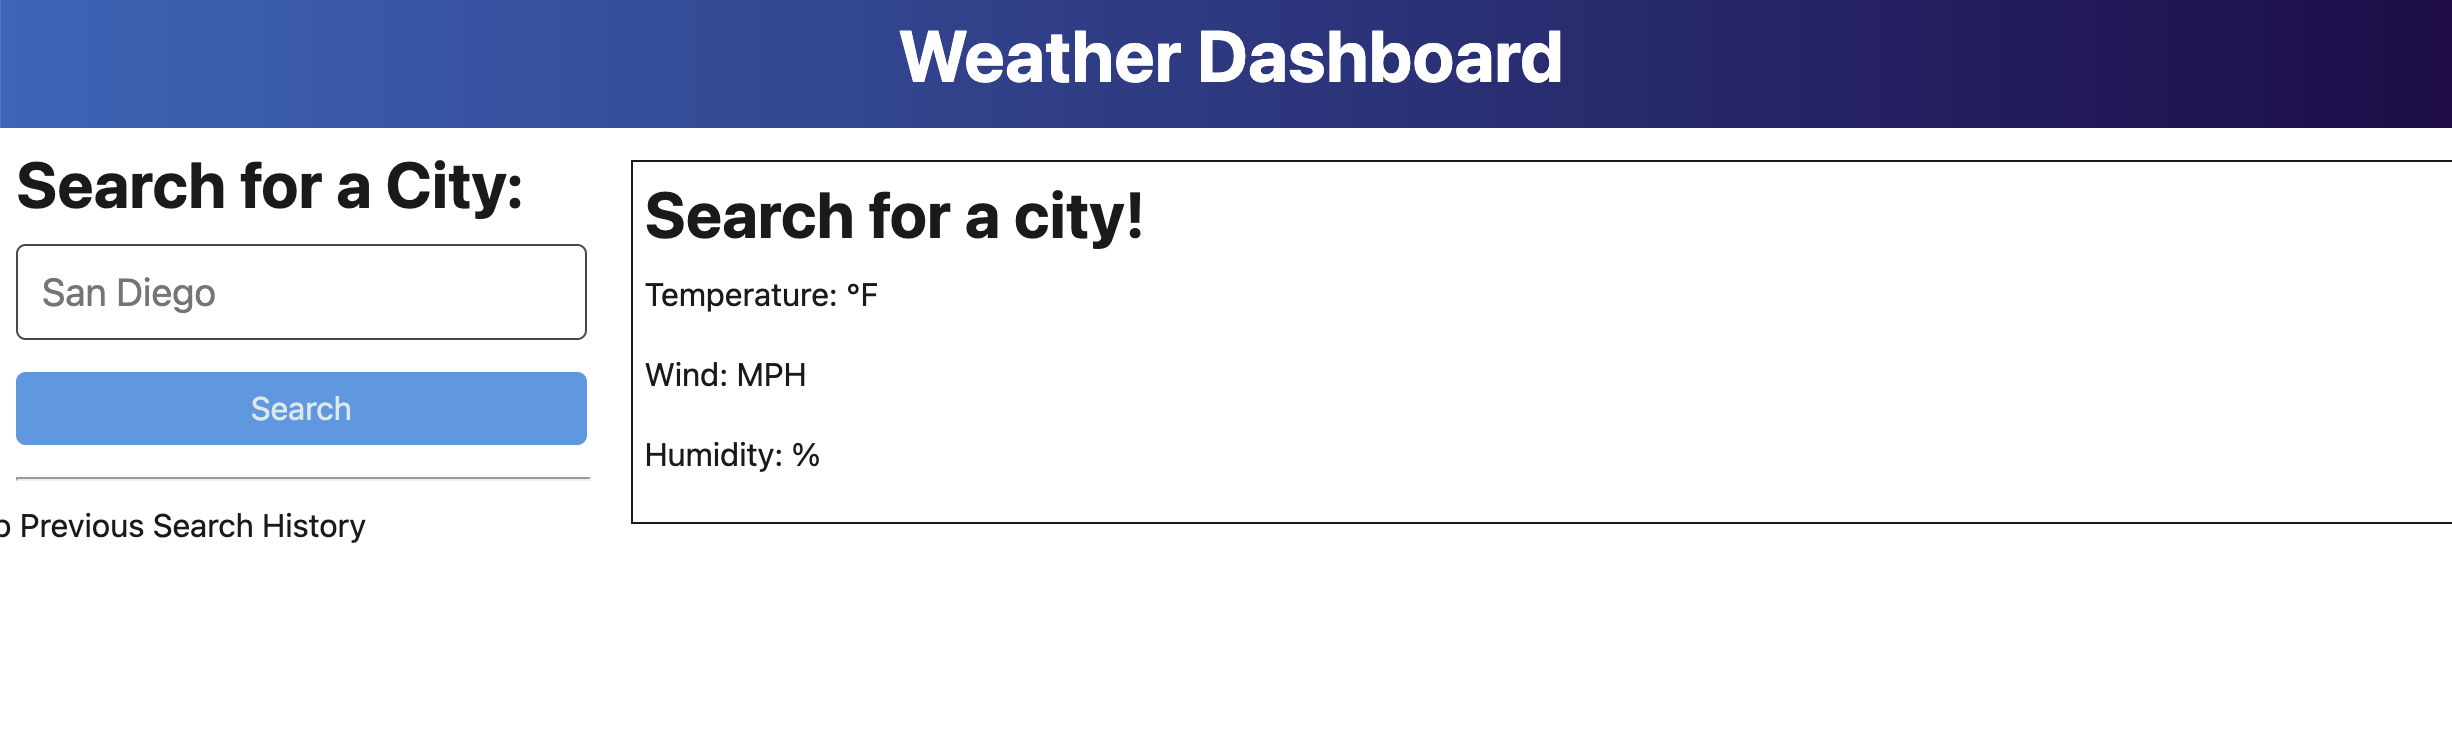 Weather Dashboard
Search for a City:
San Diego
Search
Previous Search History
Search for a city!
Temperature: °F
Wind: MPH
Humidity: %